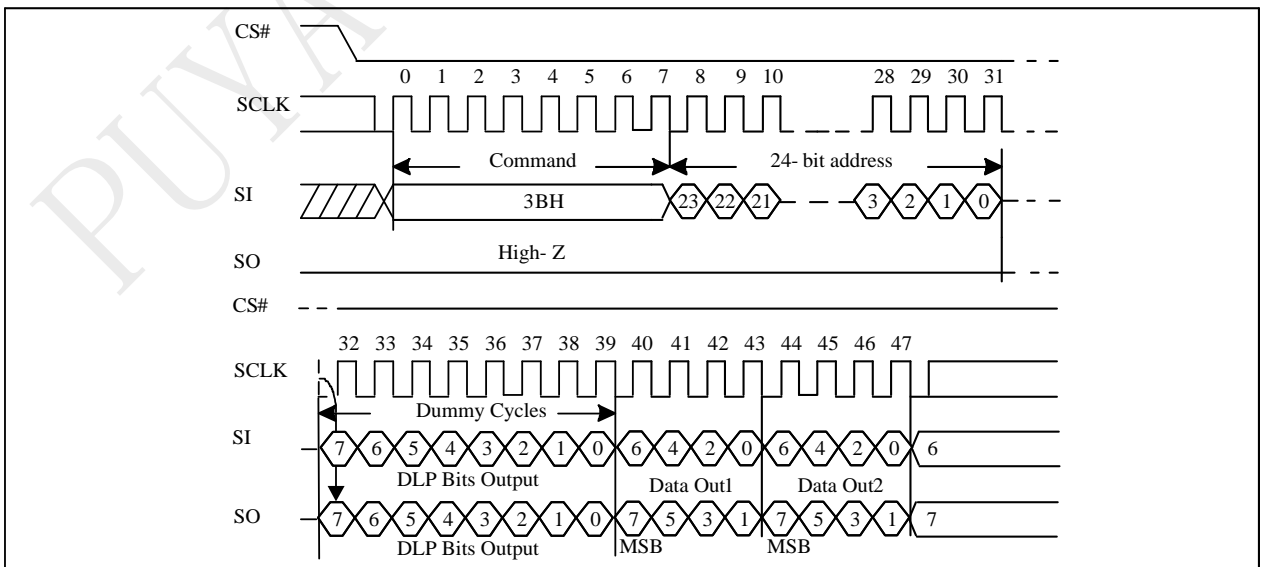 PUYA
CS#
0 1 2 3 4 5 6 7 8 9 10 28 29 30 31
SCLK
Command 24- bit address
SI 3BH 23 22 21 3 2 1 0
High- Z
SO
CS#
32 33 34 35 36 37 38 39 40 41 42 43 44 45 46 47
SCLK
Dummy Cycles
SI 7 6 5 4 3 2 1 0 6 4 2 0 6 4 2 0 6
DLP Bits Output Data Out1 Data Out2
SO 7 6 5 4 3 2 1 0 7 5 3 1 7 5 3 1 7
DLP Bits Output MSB MSB